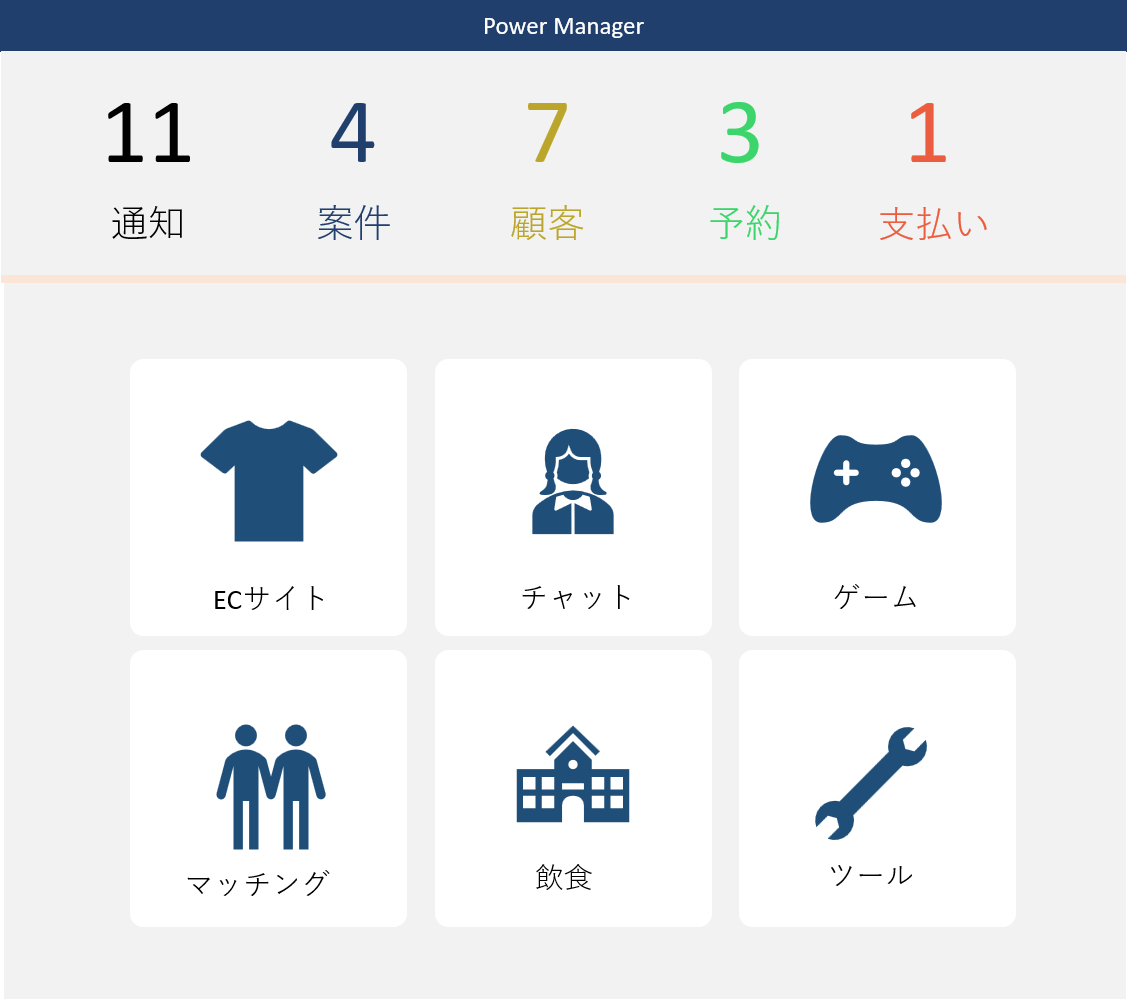 Power Manager
11 4 7 3 1
通知 案件 顧客 予約 支払い
ECサイト チャット ゲーム
マッチング 飲食 ツール